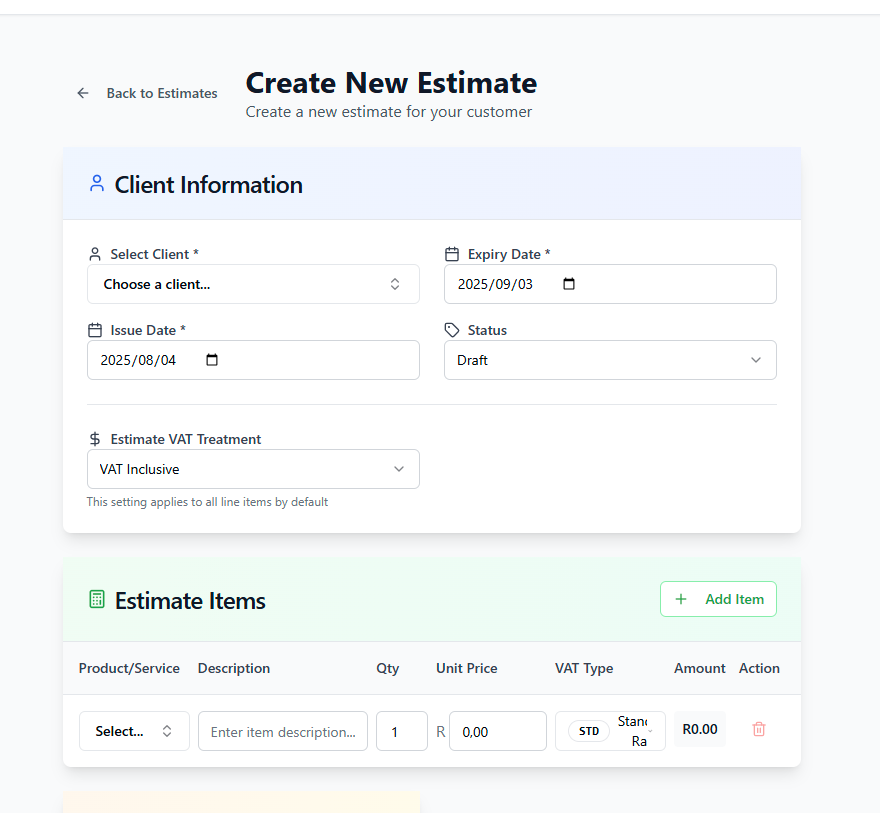 Back to Estimates
Create New Estimate
Create a new estimate for your customer
Client Information
Select Client *
Choose a client...
Expiry Date *
2025/09/03
Issue Date *
2025/08/04
Status
Draft
Estimate VAT Treatment
VAT Inclusive
This setting applies to all line items by default
Estimate Items
Add Item
Product/Service Description Qty Unit Price VAT Type Amount Action
Select... Enter item description... 1 R 0,00 STD R0.00